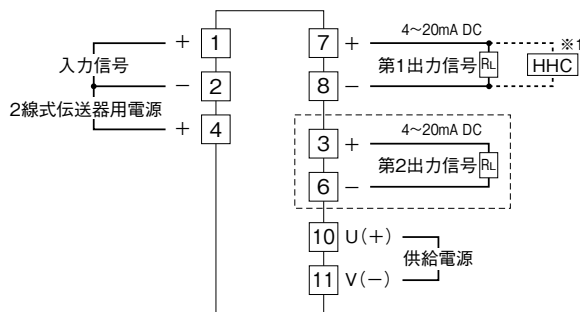 4~20mA DC
※1
+ 1
7 +
入力信号
第1出力信号
RL
HHC
- 2
8 -
2線式伝送器用電源
+ 4
4~20mA DC
3 +
第2出力信号
RL
6 -
10 U(+)
供給電源
11 V(-)